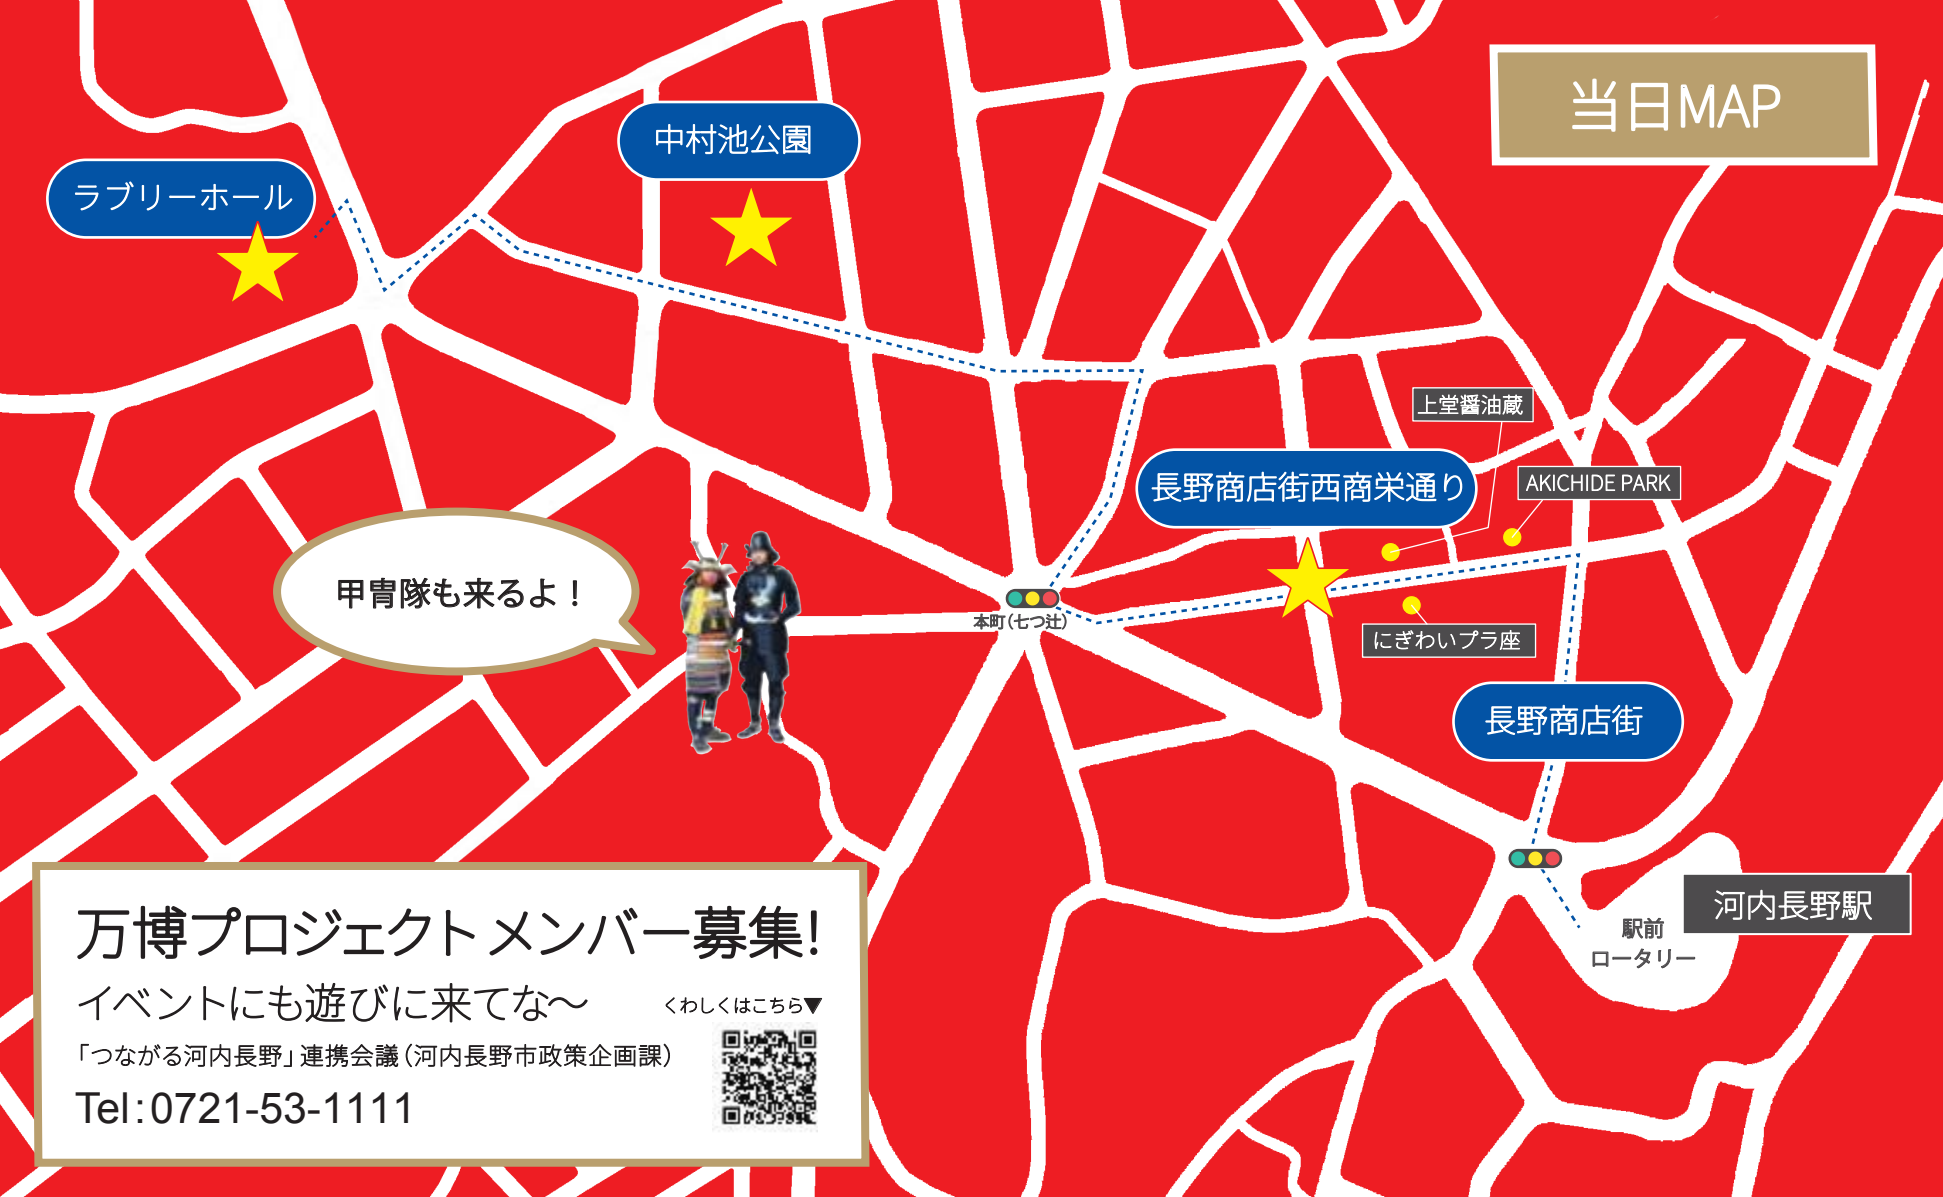 当日MAP
中村池公園
ラブリーホール
上堂醤油蔵
長野商店街西商栄通り
AKICHIDE PARK
甲冑隊も来るよ！
本町(七つ辻)
にぎわいプラ座
長野商店街
河内長野駅
駅前
ロータリー
万博プロジェクトメンバー募集!
イベントにも遊びに来てな〜
くわしくはこちら▼
「つながる河内長野」連携会議（河内長野市政策企画課）
Tel:0721-53-1111